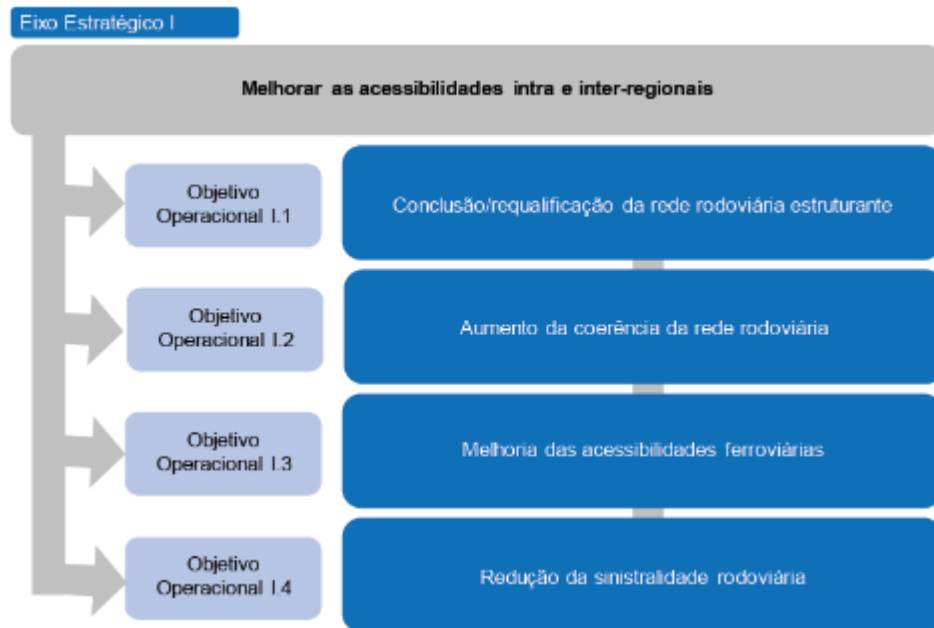 Eixo Estratégico I
Melhorar as acessibilidades intra e inter-regionais
Objetivo
Operacional I.1
Conclusão/requalificação da rede rodoviária estruturante
Objetivo
Operacional I.2
Aumento da coerência da rede rodoviária
Objetivo
Operacional I.3
Melhoria das acessibilidades ferroviárias
Objetivo
Operacional I.4
Redução da sinistralidade rodoviária